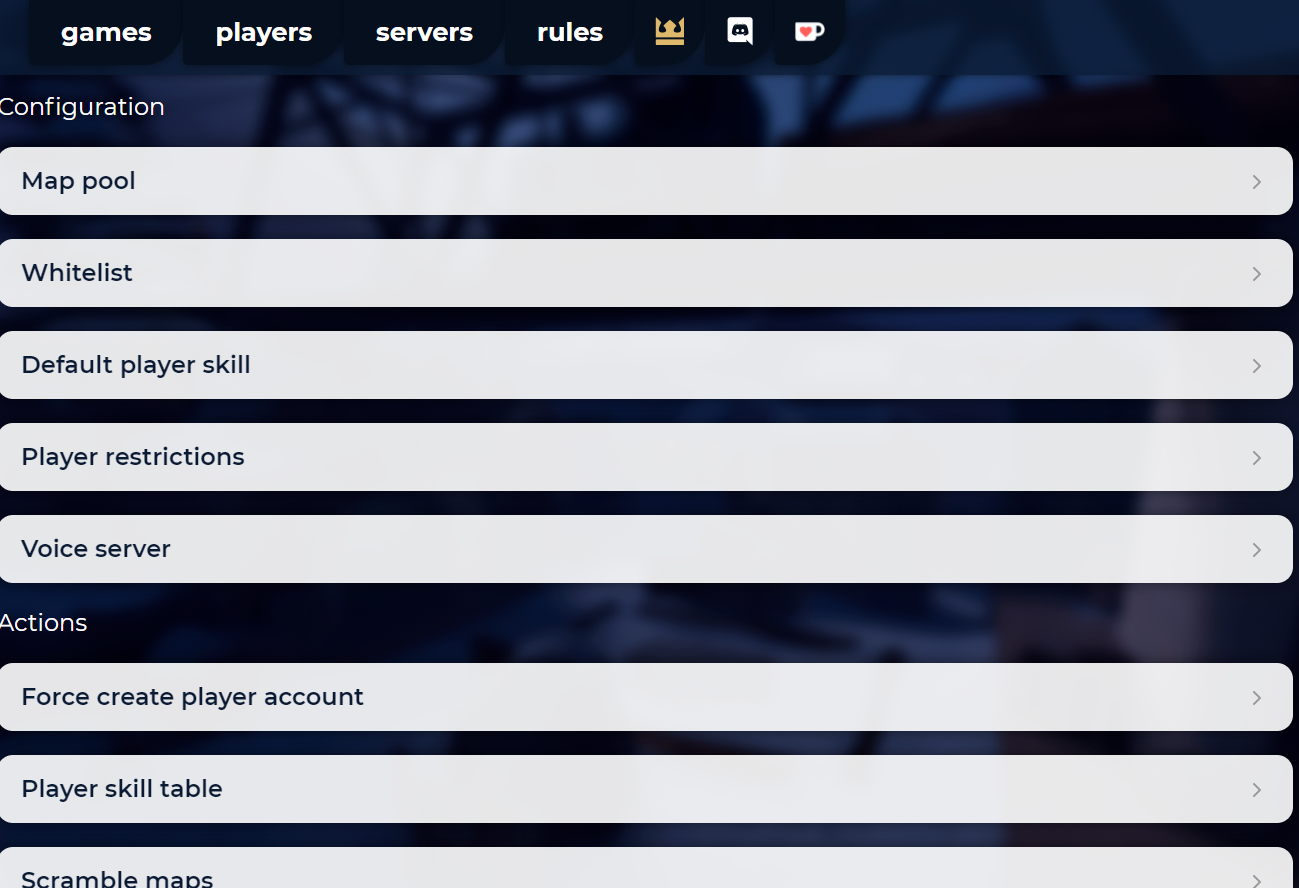 games players servers rules
Configuration
Map pool
Whitelist
Default player skill
Player restrictions
Voice server
Actions
Force create player account
Player skill table
Scramble maps